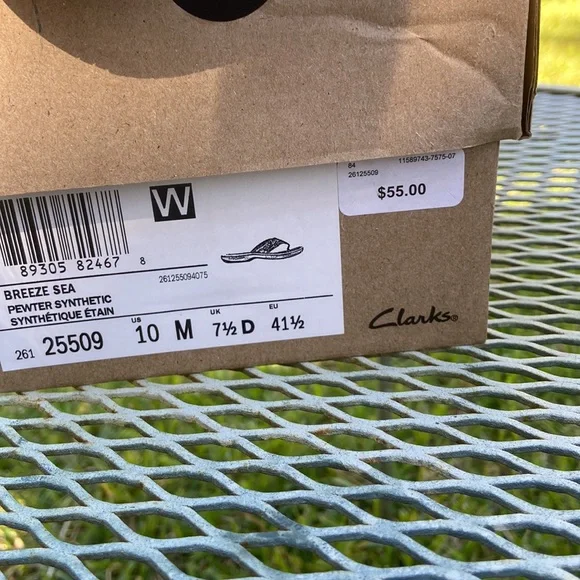 84 11589743-7575-07
26125509
$55.00
W
89305 82467 8
261255094075
BREEZE SEA
PEWTER SYNTHETIC
SYNTHÉTIQUE ÉTAIN
261 25509
US 10 M
UK 7½ D
EU 41½
Clarks®